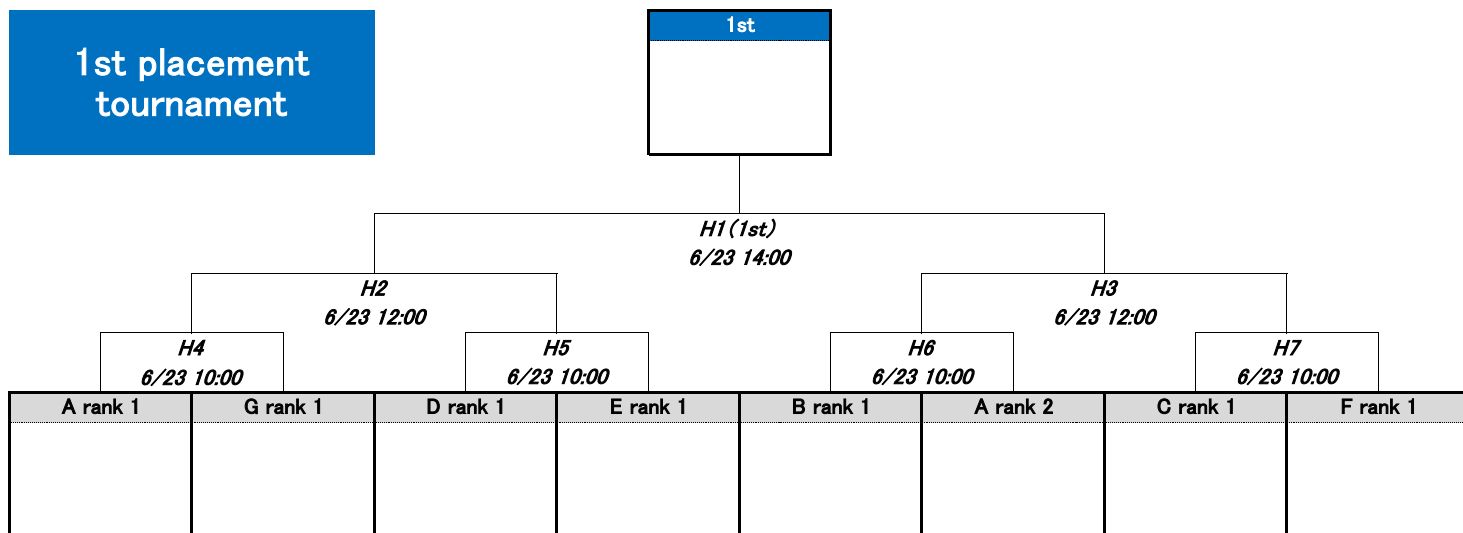 1st placement
tournament
1st
H1(1st)
6/23 14:00
H2
6/23 12:00
H3
6/23 12:00
H4
6/23 10:00
H5
6/23 10:00
H6
6/23 10:00
H7
6/23 10:00
A rank 1
G rank 1
D rank 1
E rank 1
B rank 1
A rank 2
C rank 1
F rank 1